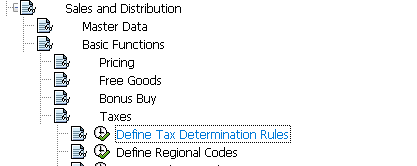 Sales and Distribution
Master Data
Basic Functions
Pricing
Free Goods
Bonus Buy
Taxes
Define Tax Determination Rules
Define Regional Codes